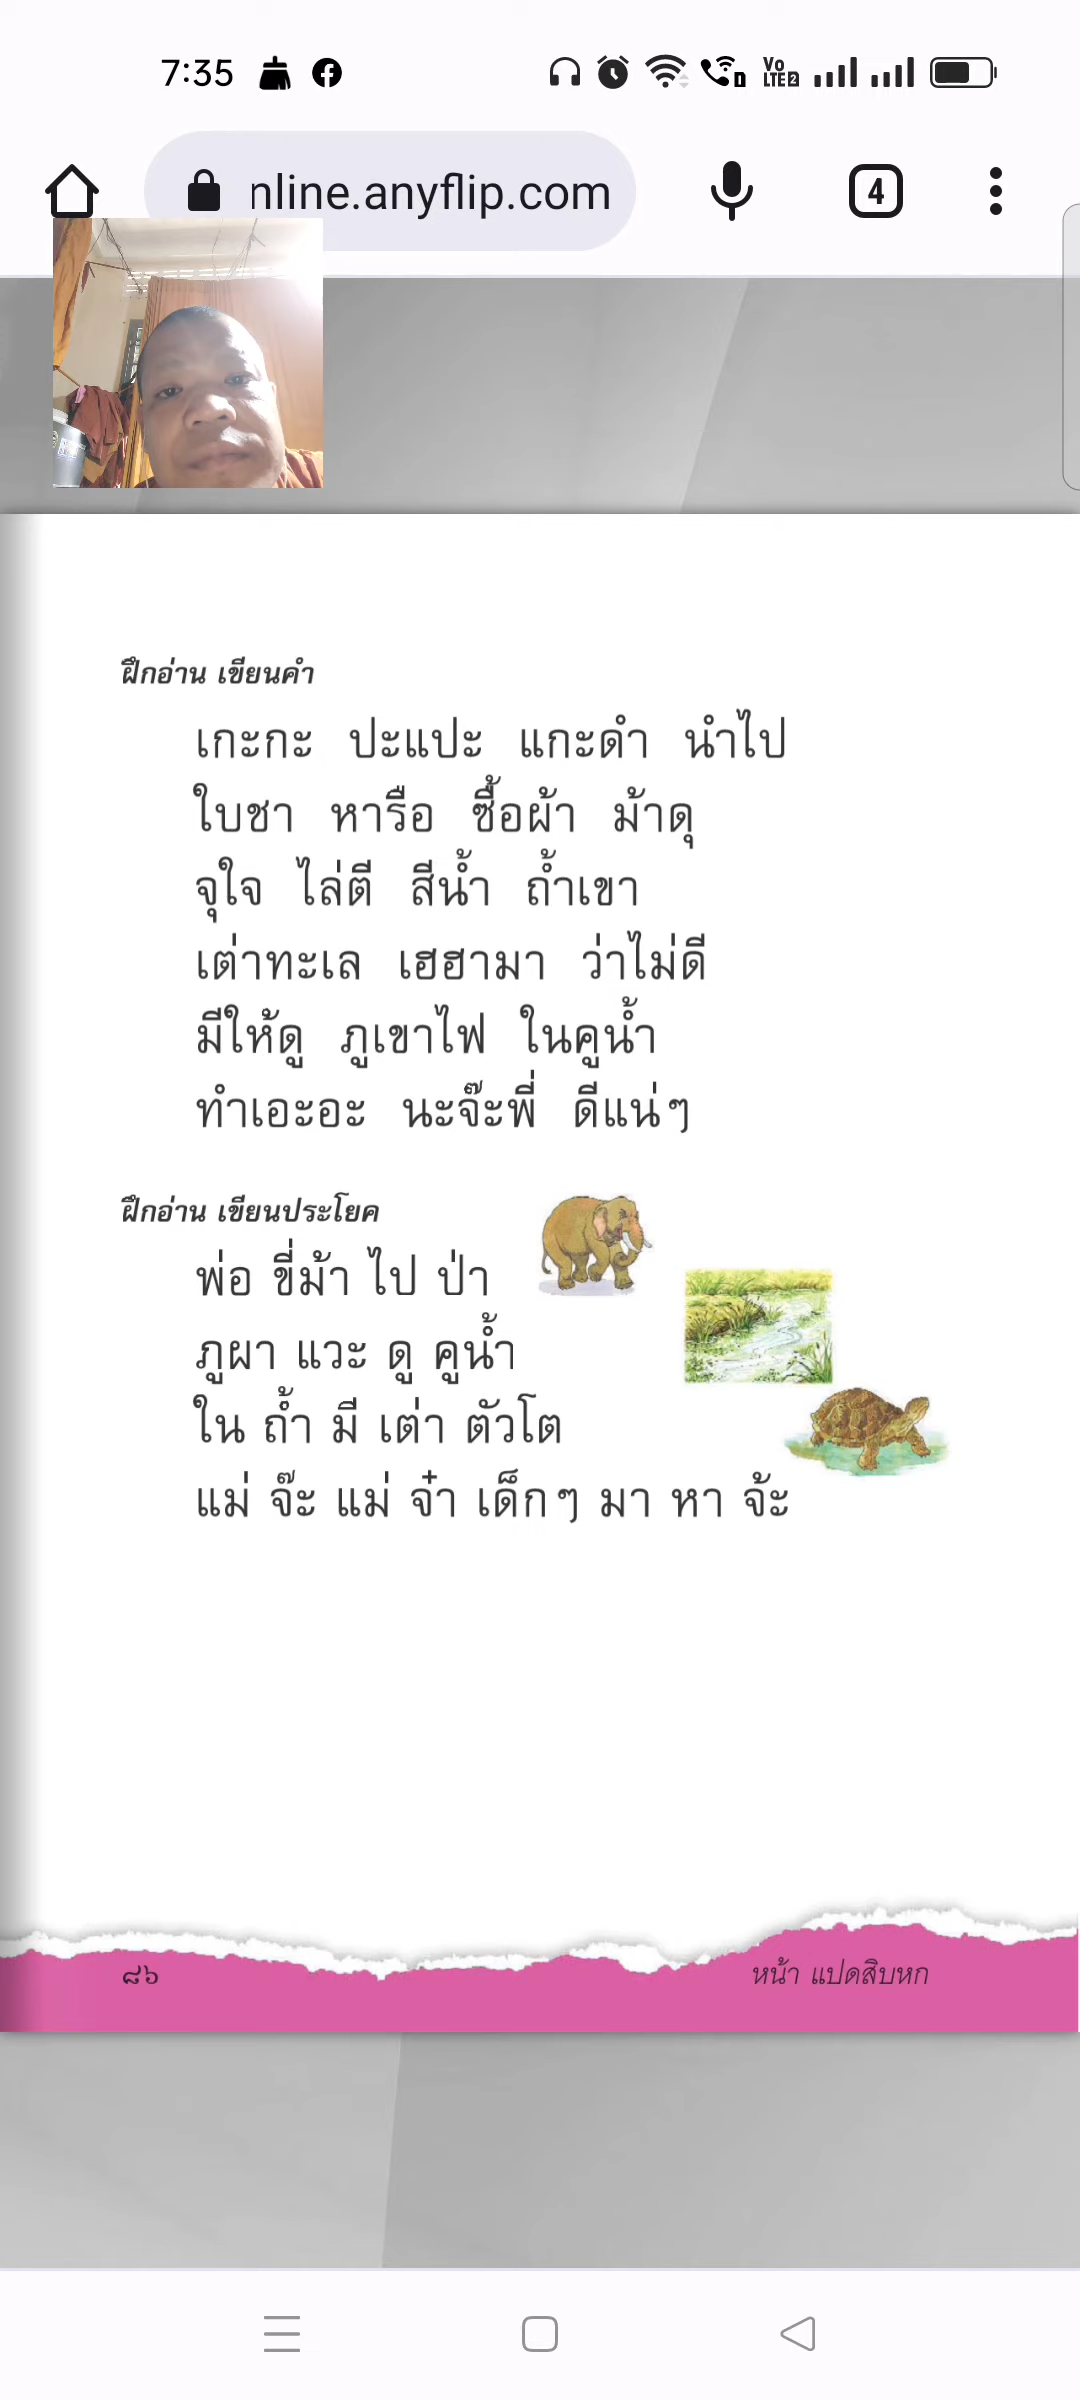 7:35
Vo
LTE 2
nline.anyflip.com
4
ฝึกอ่าน เขียนคำ
เกะกะ ปะแปะ แกะดำ นำไป
ใบชา หารือ ซื้อผ้า ม้าดุ
จุใจ ไล่ตี สีน้ำ ถ้ำเขา
เต่าทะเล เฮฮามา ว่าไม่ดี
มีให้ดู ภูเขาไฟ ในคูน้ำ
ทำเอะอะ นะจ๊ะพี่ ดีแน่ๆ
ฝึกอ่าน เขียนประโยค
พ่อ ขี่ม้า ไป ป่า
ภูผา แวะ ดู คูน้ำ
ใน ถ้ำ มี เต่า ตัวโต
แม่ จ๊ะ แม่ จ๋า เด็กๆ มา หา จ้ะ
๘๖
หน้า แปดสิบหก